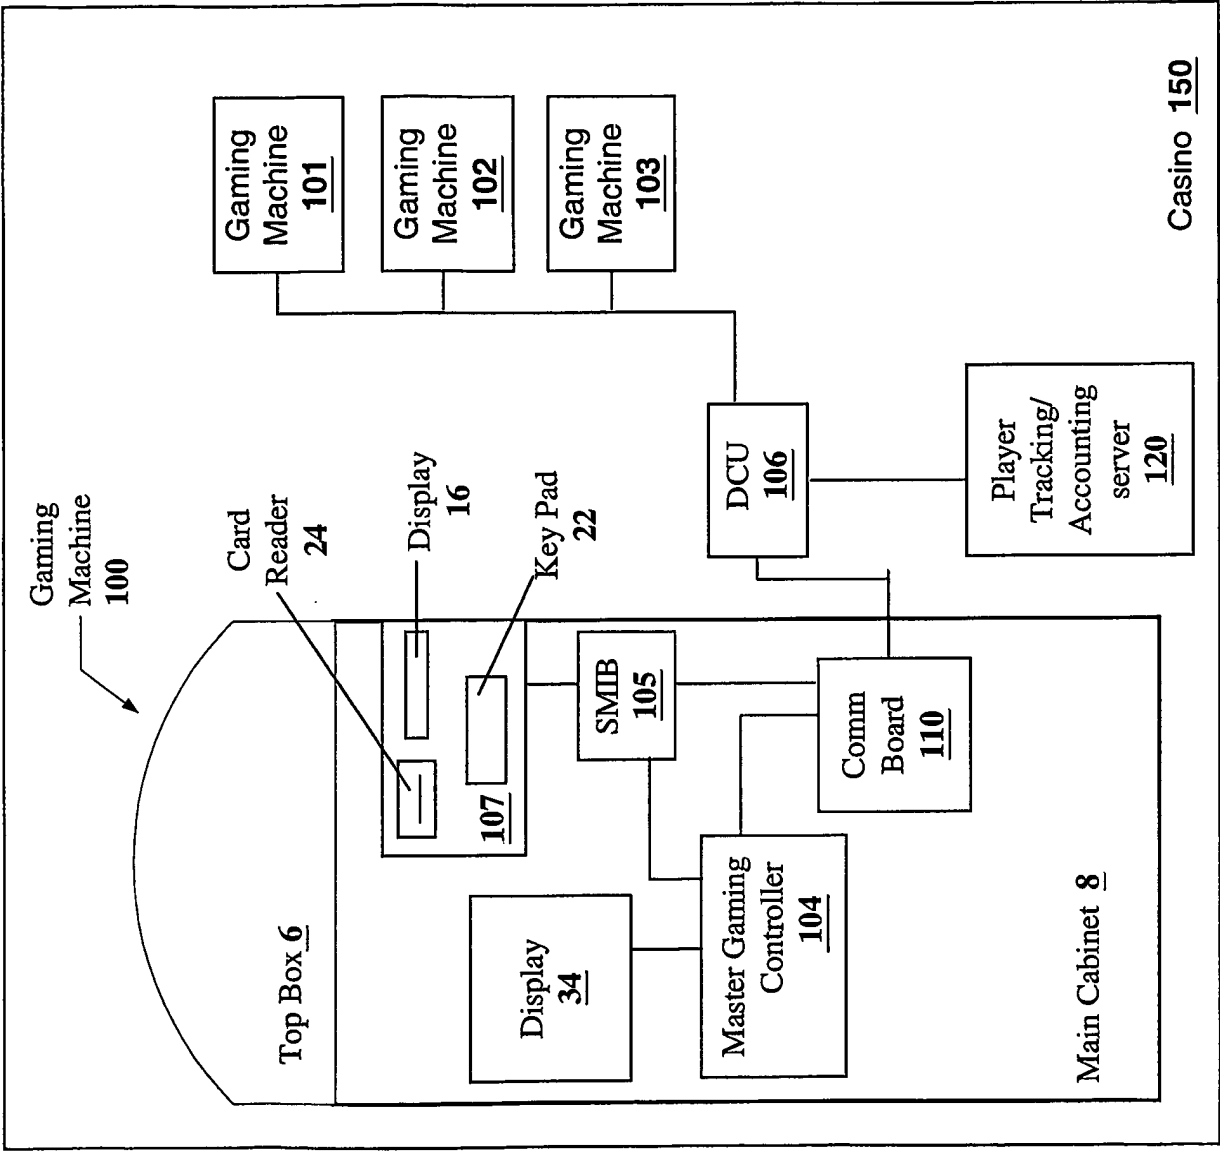 Gaming
Machine
100
Top Box 6
Card
Reader
24
Display
16
Key Pad
22
107
Display
34
SMIB
105
Master Gaming
Controller
104
Comm
Board
110
Main Cabinet 8
Gaming
Machine
101
Gaming
Machine
102
Gaming
Machine
103
DCU
106
Player
Tracking/
Accounting
server
120
Casino 150